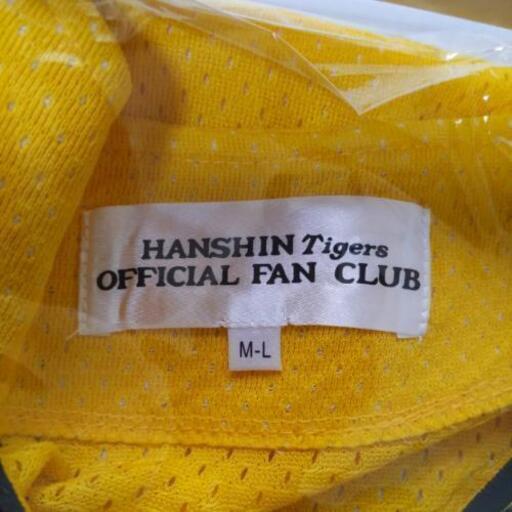 HANSHIN Tigers
OFFICIAL FAN CLUB
M-L